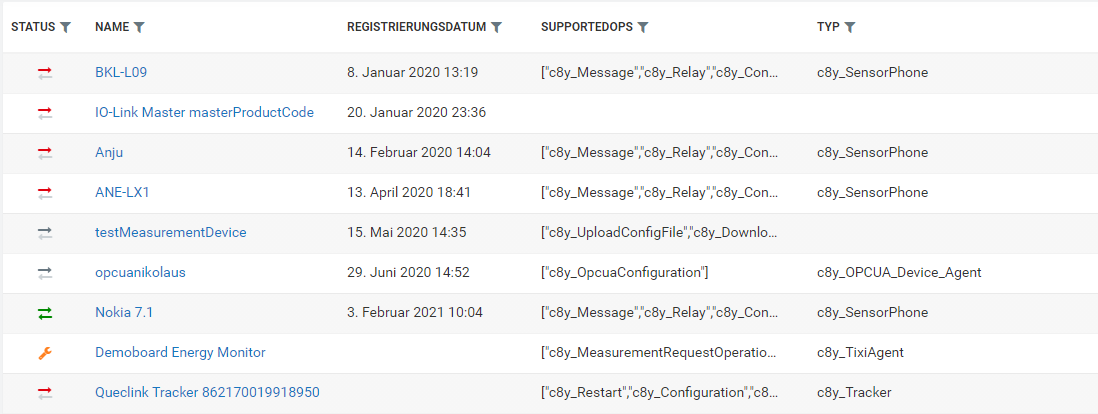 STATUS NAME REGISTRIERUNGSDATUM SUPPORTEDOPS TYP
BKL-L09 8. Januar 2020 13:19 ["c8y_Message","c8y_Relay","c8y_Con... c8y_SensorPhone
IO-Link Master masterProductCode 20. Januar 2020 23:36
Anju 14. Februar 2020 14:04 ["c8y_Message","c8y_Relay","c8y_Con... c8y_SensorPhone
ANE-LX1 13. April 2020 18:41 ["c8y_Message","c8y_Relay","c8y_Con... c8y_SensorPhone
testMeasurementDevice 15. Mai 2020 14:35 ["c8y_UploadConfigFile","c8y_Downlo...
opcuanikolaus 29. Juni 2020 14:52 ["c8y_OpcuaConfiguration"] c8y_OPCUA_Device_Agent
Nokia 7.1 3. Februar 2021 10:04 ["c8y_Message","c8y_Relay","c8y_Con... c8y_SensorPhone
Demoboard Energy Monitor ["c8y_MeasurementRequestOperatio... c8y_TixiAgent
Queclink Tracker 862170019918950 ["c8y_Restart","c8y_Configuration","c8... c8y_Tracker